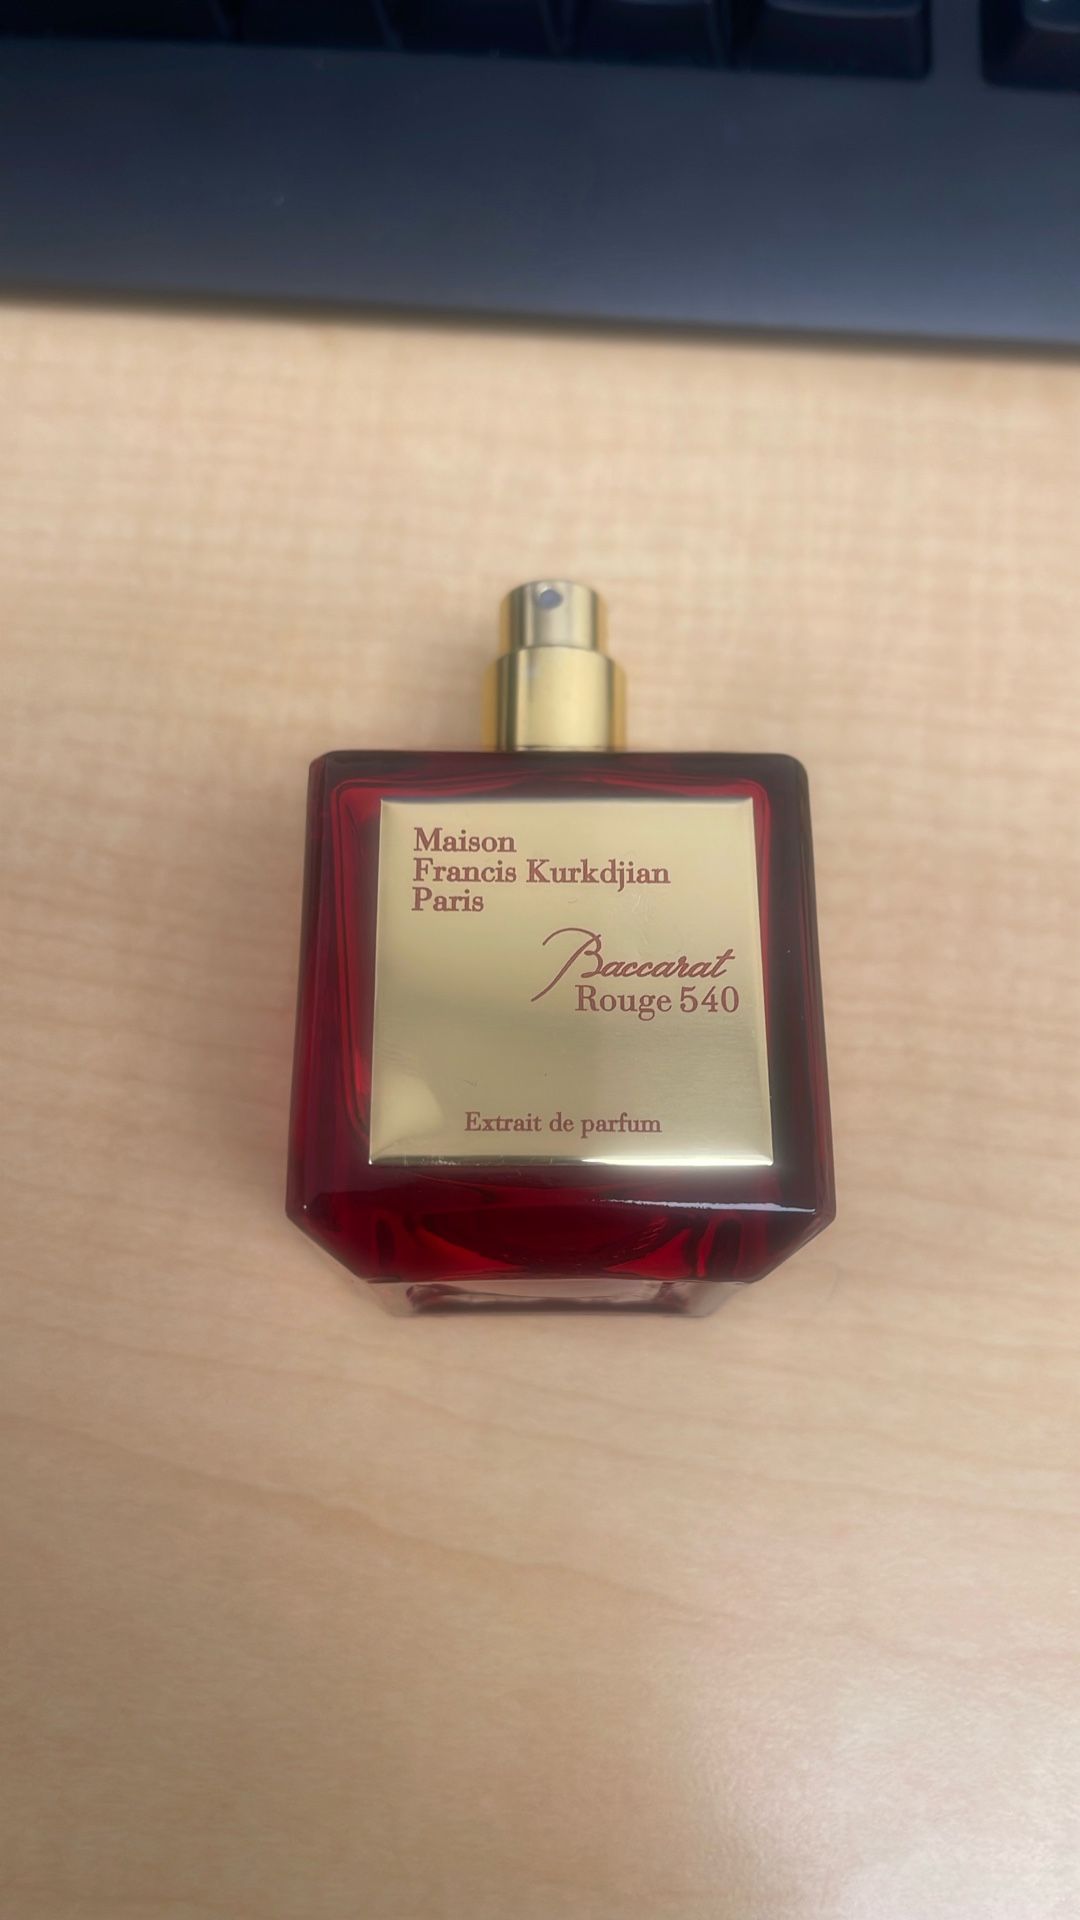 Maison
Francis Kurkdjian
Paris
Baccarat
Rouge 540
Extrait de parfum